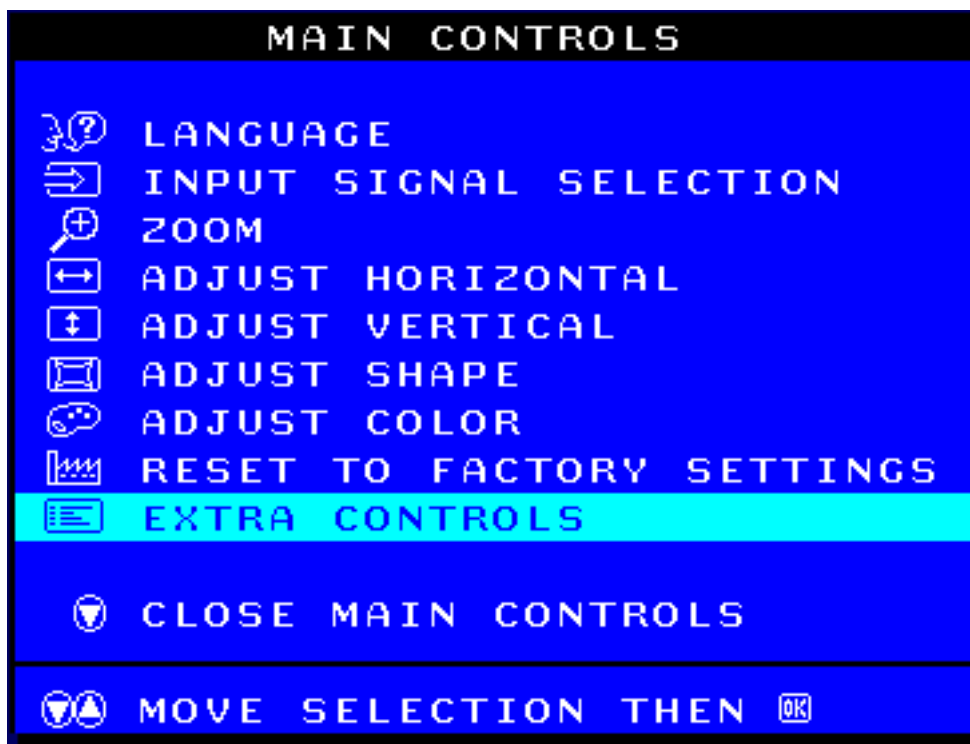 MAIN CONTROLS
LANGUAGE
INPUT SIGNAL SELECTION
ZOOM
ADJUST HORIZONTAL
ADJUST VERTICAL
ADJUST SHAPE
ADJUST COLOR
RESET TO FACTORY SETTINGS
EXTRA CONTROLS
CLOSE MAIN CONTROLS
MOVE SELECTION THEN OK